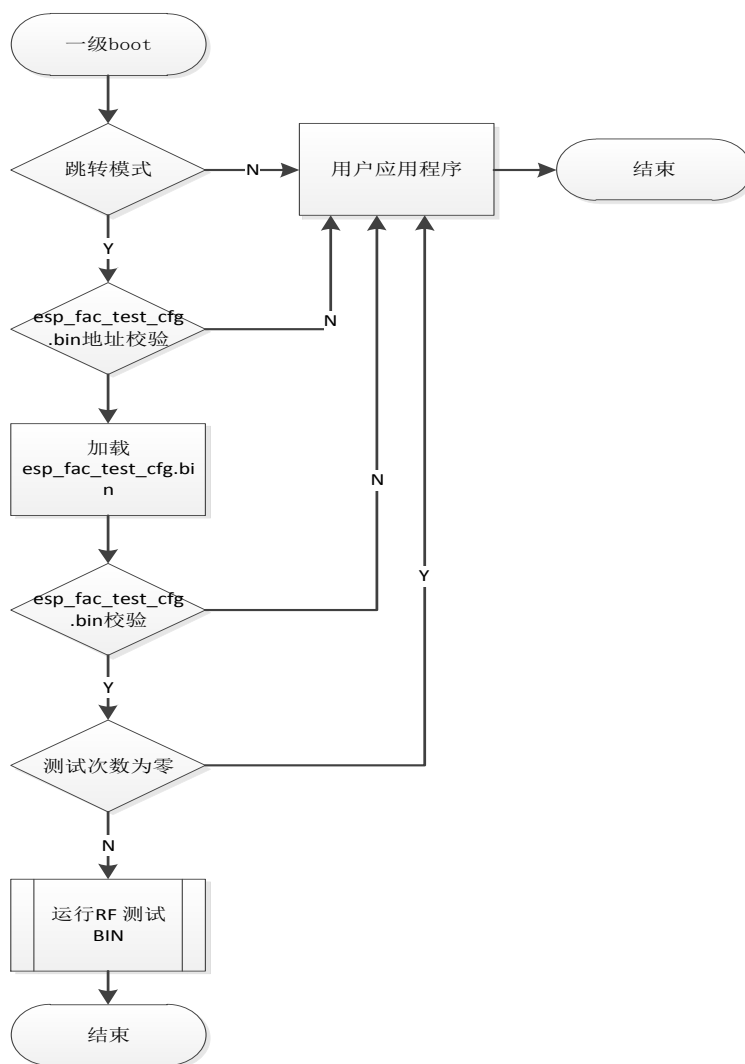 一级boot
跳转模式
N
用户应用程序
结束
Y
esp_fac_test_cfg
.bin地址校验
N
加载
esp_fac_test_cfg.bi
n
N
esp_fac_test_cfg
.bin校验
Y
Y
测试次数为零
N
运行RF 测试
BIN
结束